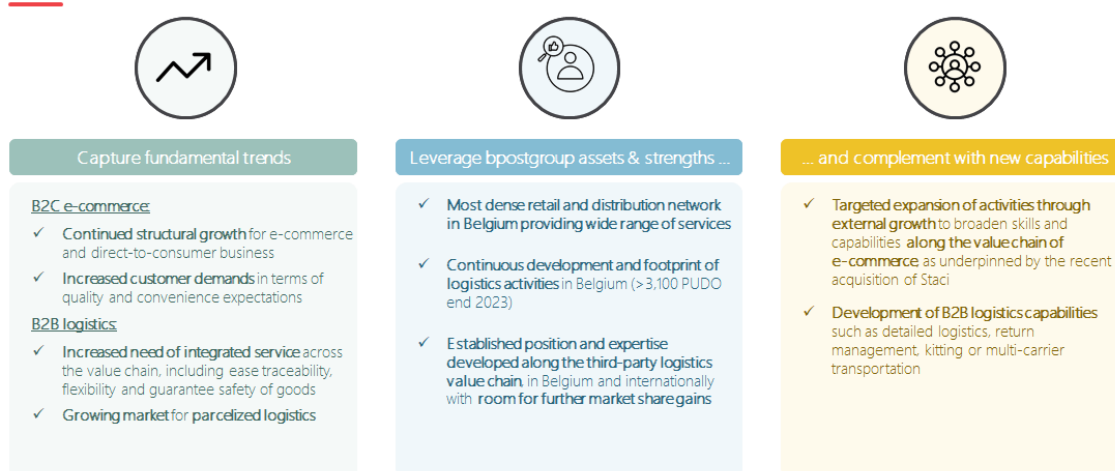 Capture fundamental trends
B2C e-commerce:
✓ Continued structural growth for e-commerce
and direct-to-consumer business
✓ Increased customer demands in terms of
quality and convenience expectations
B2B logistics:
✓ Increased need of integrated service across
the value chain, including ease traceability,
flexibility and guarantee safety of goods
✓ Growing market for parcelized logistics
Leverage bpostgroup assets & strengths ...
✓ Most dense retail and distribution network
in Belgium providing wide range of services
✓ Continuous development and footprint of
logistics activities in Belgium (>3,100 PUDO
end 2023)
✓ Established position and expertise
developed along the third-party logistics
value chain, in Belgium and internationally
with room for further market share gains
... and complement with new capabilities
✓ Targeted expansion of activities through
external growth to broaden skills and
capabilities along the value chain of
e-commerce as underpinned by the recent
acquisition of Staci
✓ Development of B2B logistics capabilities
such as detailed logistics, return
management, kitting or multi-carrier
transportation